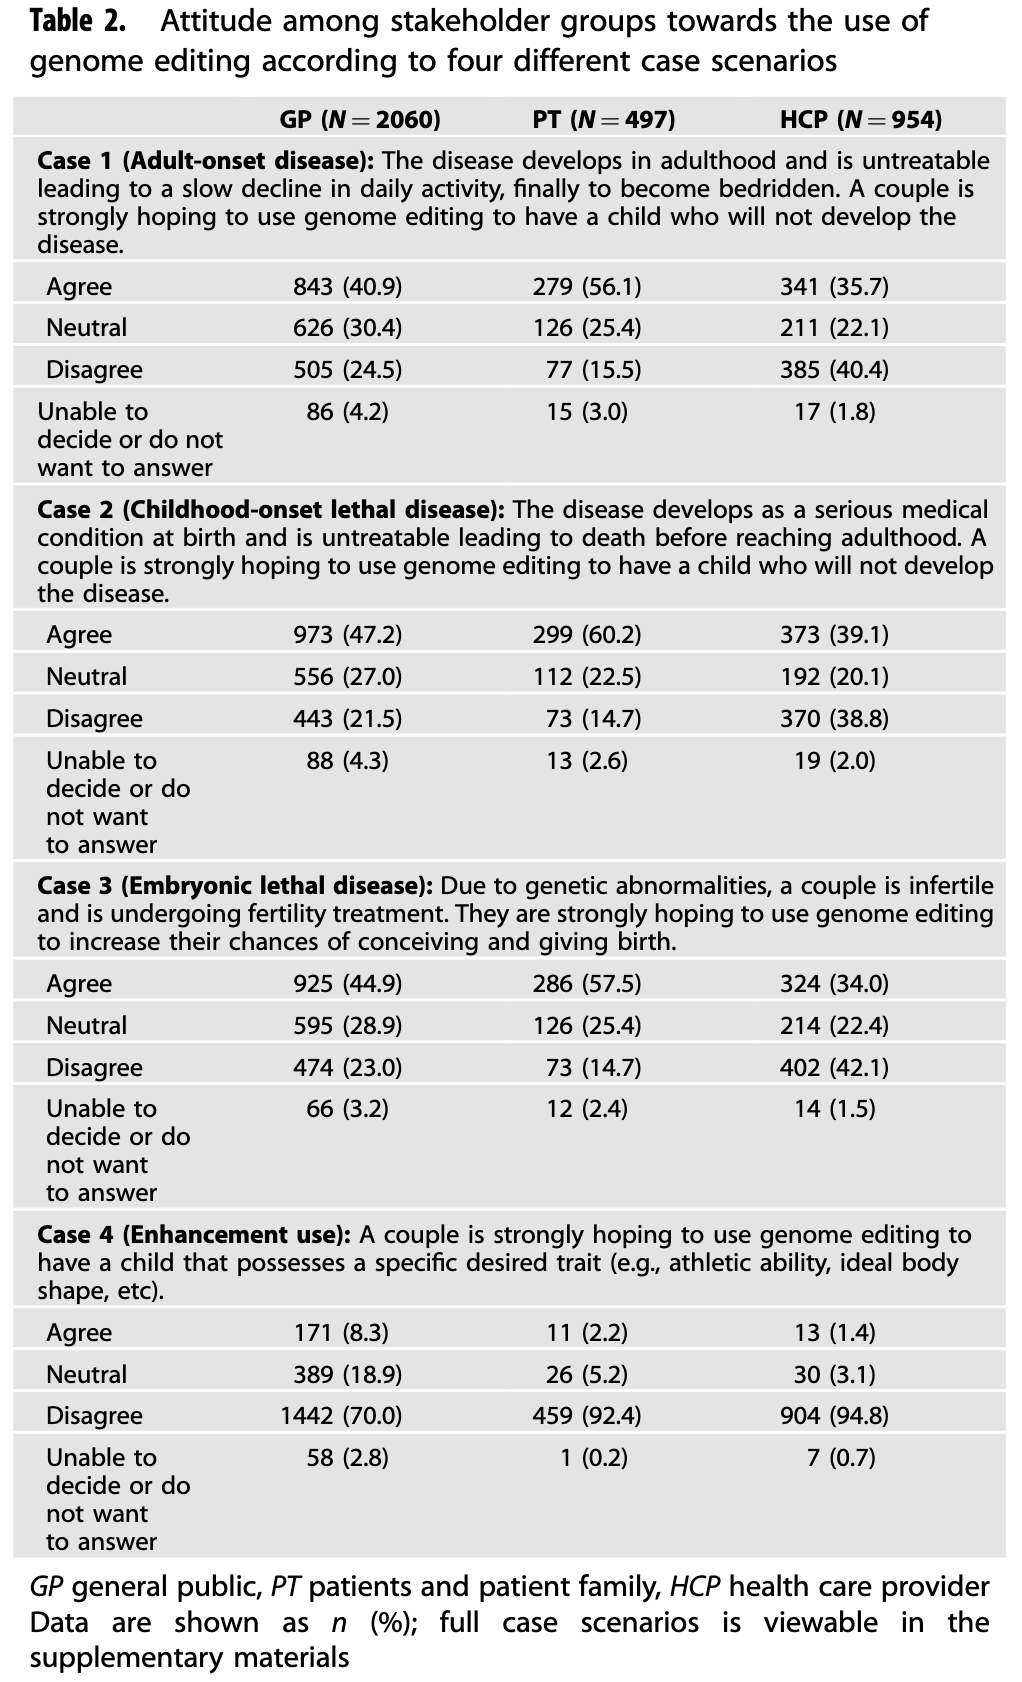 Table 2. Attitude among stakeholder groups towards the use of
genome editing according to four different case scenarios
GP (N = 2060) PT (N = 497) HCP (N = 954)
Case 1 (Adult-onset disease): The disease develops in adulthood and is untreatable
leading to a slow decline in daily activity, finally to become bedridden. A couple is
strongly hoping to use genome editing to have a child who will not develop the
disease.
Agree 843 (40.9) 279 (56.1) 341 (35.7)
Neutral 626 (30.4) 126 (25.4) 211 (22.1)
Disagree 505 (24.5) 77 (15.5) 385 (40.4)
Unable to 86 (4.2) 15 (3.0) 17 (1.8)
decide or do not
want to answer
Case 2 (Childhood-onset lethal disease): The disease develops as a serious medical
condition at birth and is untreatable leading to death before reaching adulthood. A
couple is strongly hoping to use genome editing to have a child who will not develop
the disease.
Agree 973 (47.2) 299 (60.2) 373 (39.1)
Neutral 556 (27.0) 112 (22.5) 192 (20.1)
Disagree 443 (21.5) 73 (14.7) 370 (38.8)
Unable to 88 (4.3) 13 (2.6) 19 (2.0)
decide or do
not want
to answer
Case 3 (Embryonic lethal disease): Due to genetic abnormalities, a couple is infertile
and is undergoing fertility treatment. They are strongly hoping to use genome editing
to increase their chances of conceiving and giving birth.
Agree 925 (44.9) 286 (57.5) 324 (34.0)
Neutral 595 (28.9) 126 (25.4) 214 (22.4)
Disagree 474 (23.0) 73 (14.7) 402 (42.1)
Unable to 66 (3.2) 12 (2.4) 14 (1.5)
decide or do
not want
to answer
Case 4 (Enhancement use): A couple is strongly hoping to use genome editing to
have a child that possesses a specific desired trait (e.g., athletic ability, ideal body
shape, etc).
Agree 171 (8.3) 11 (2.2) 13 (1.4)
Neutral 389 (18.9) 26 (5.2) 30 (3.1)
Disagree 1442 (70.0) 459 (92.4) 904 (94.8)
Unable to 58 (2.8) 1 (0.2) 7 (0.7)
decide or do
not want
to answer
GP general public, PT patients and patient family, HCP health care provider
Data are shown as n (%); full case scenarios is viewable in the
supplementary materials